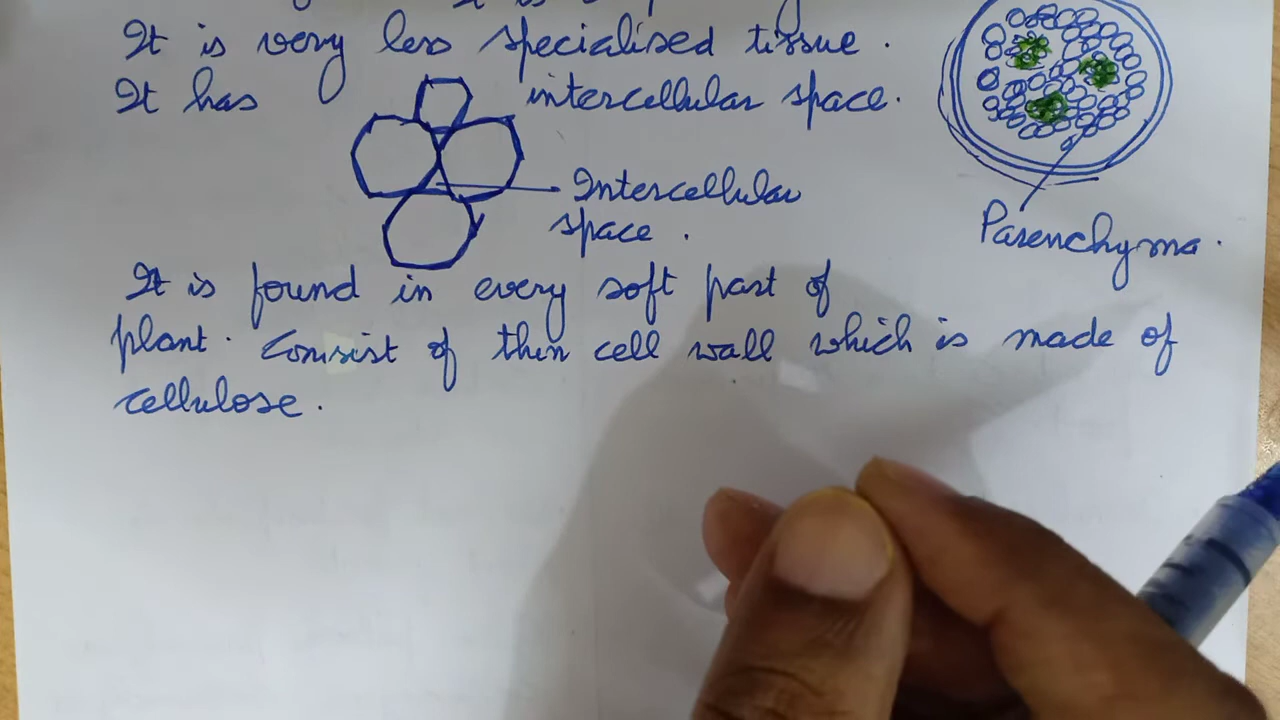 It is very less specialised tissue.
It has intercellular space.
Intercellular
space.
Parenchyma.
It is found in every soft part of
plant. Consist of thin cell wall which is made of
cellulose.